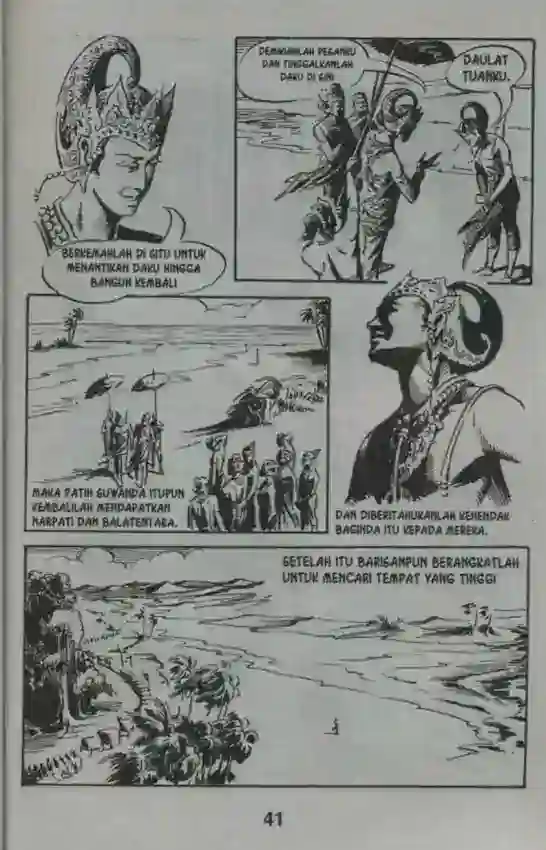 BERKEMAHLAH DI SITU UNTUK
MENANTIKAN DAKU HINGGA
BANGUN KEMBALI
DEMIKIANLAH PESANKU
DAN TINGGALKANLAH
DAKU DI SINI
DAULAT
TUANKU.
MAKA PATIH SUWANDA ITUPUN
KEMBALILAH MENDAPATKAN
NARPATI DAN BALATENTARA.
DAN DIBERITAHUKANLAH KEHENDAK
BAGINDA ITU KEPADA MEREKA.
SETELAH ITU BARISANPUN BERANGKATLAH
UNTUK MENCARI TEMPAT YANG TINGGI
41